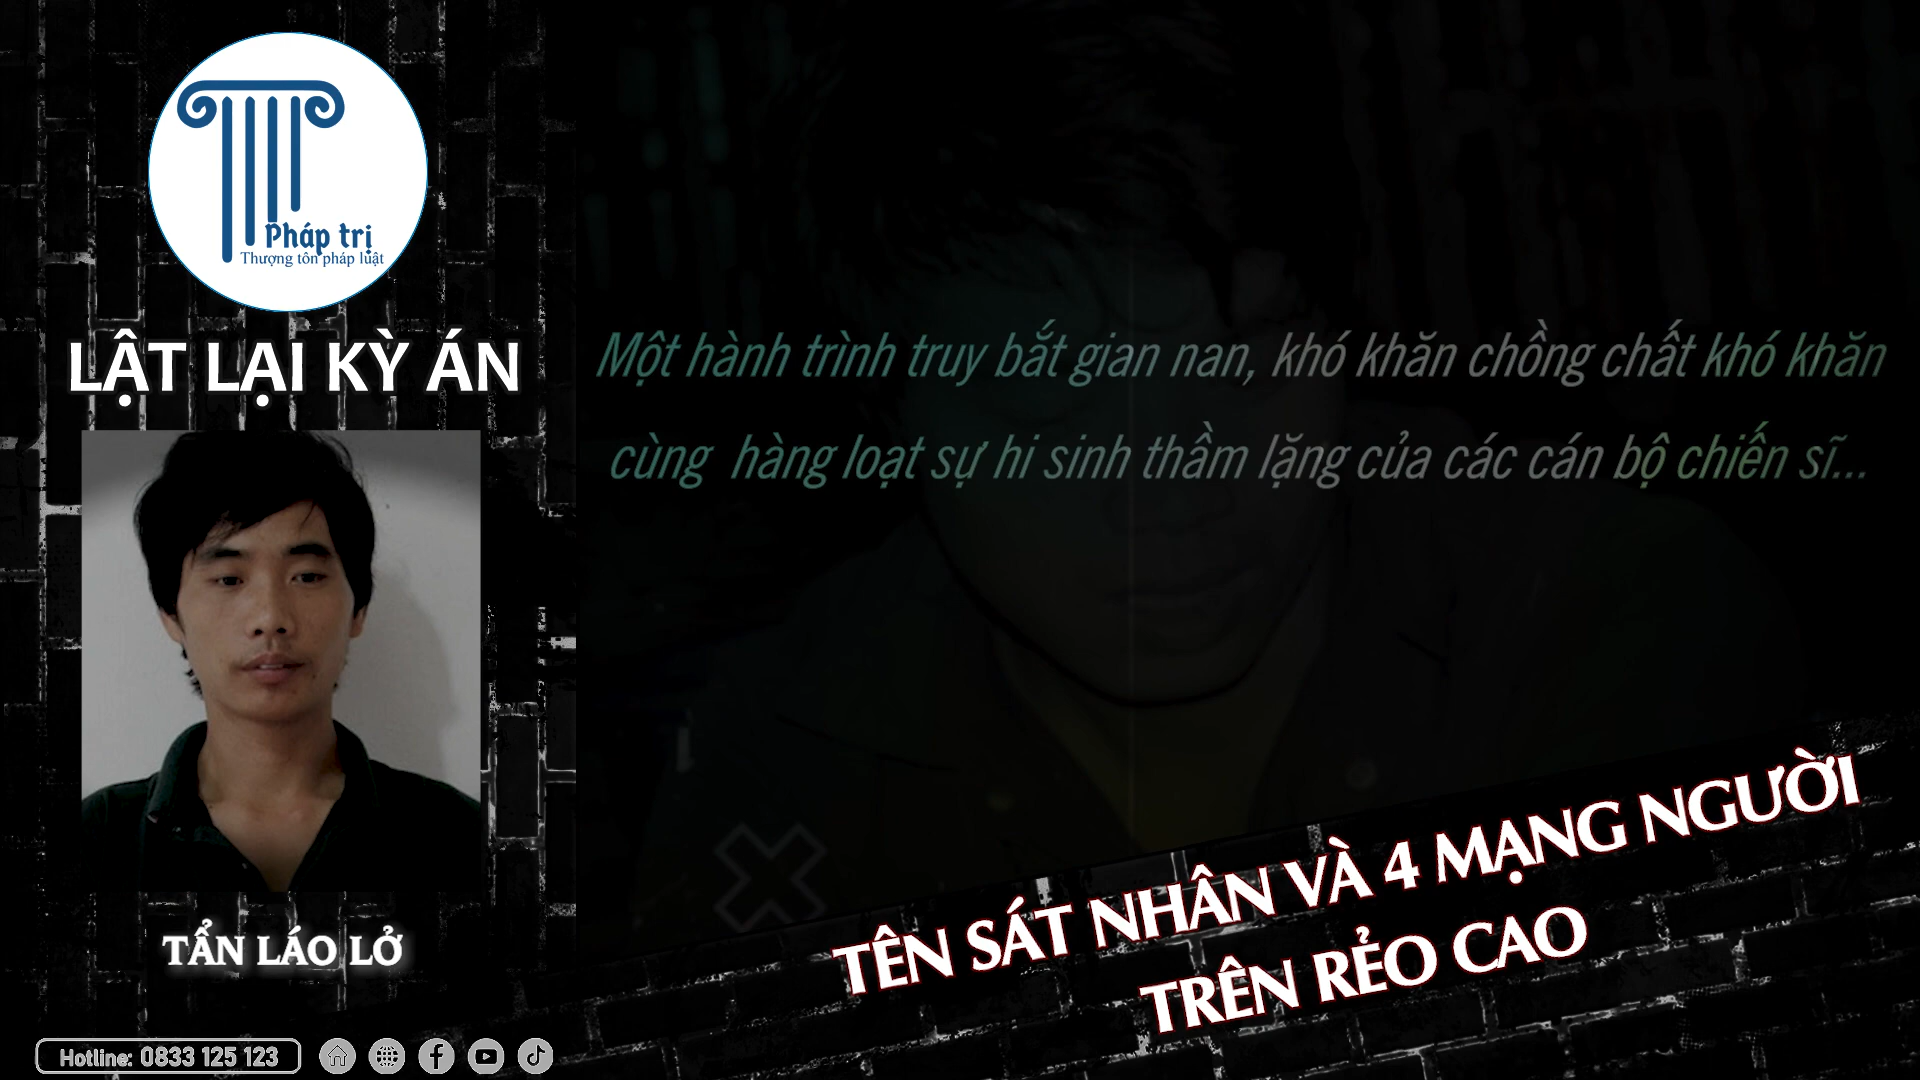 Pháp trị
Thượng tôn pháp luật
LẬT LẠI KỲ ÁN
TẨN LÁO LỞ
Một hành trình truy bắt gian nan, khó khăn chồng chất khó khăn
cùng hàng loạt sự hi sinh thầm lặng của các cán bộ chiến sĩ...
TÊN SÁT NHÂN VÀ 4 MẠNG NGƯỜI
TRÊN RẺO CAO
Hotline: 0833 125 123